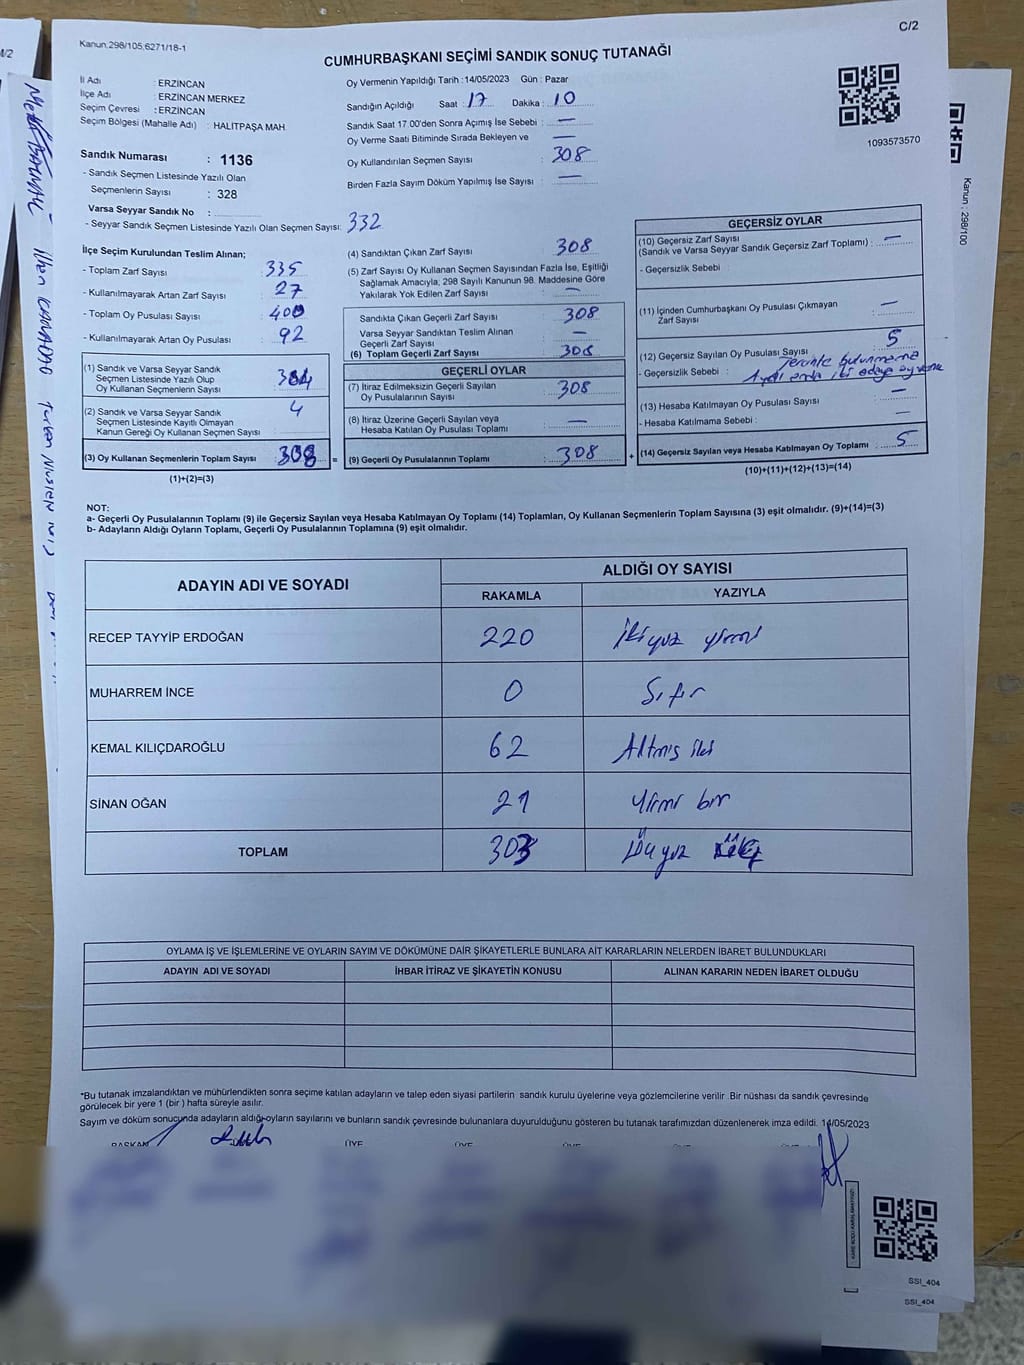 C/2
Kanun.298/105,6271/18-1
CUMHURBAŞKANI SEÇİMİ SANDIK SONUÇ TUTANAĞI
İl Adı : ERZİNCAN
İlçe Adı : ERZİNCAN MERKEZ
Seçim Çevresi : ERZİNCAN
Seçim Bölgesi (Mahalle Adı) : HALİTPAŞA MAH.
Sandık Numarası : 1136
- Sandık Seçmen Listesinde Yazılı Olan
Seçmenlerin Sayısı : 328
Varsa Seyyar Sandık No :
- Seyyar Sandık Seçmen Listesinde Yazılı Olan Seçmen Sayısı: 332
Oy Vermenin Yapıldığı Tarih :14/05/2023 Gün : Pazar
Sandığın Açıldığı Saat : 17 Dakika : 10
Sandık Saat 17.00'den Sonra Açımış İse Sebebi : —
Oy Verme Saati Bitiminde Sırada Bekleyen ve —
Oy Kullandırılan Seçmen Sayısı : 308
Birden Fazla Sayım Döküm Yapılmış İse Sayısı : —
1093573570
Kanun : 298/100
İlçe Seçim Kurulundan Teslim Alınan;
- Toplam Zarf Sayısı : 335
- Kullanılmayarak Artan Zarf Sayısı : 27
- Toplam Oy Pusulası Sayısı : 400
- Kullanılmayarak Artan Oy Pusulası : 92
(1) Sandık ve Varsa Seyyar Sandık
Seçmen Listesinde Yazılı Olup
Oy Kullanan Seçmenlerin Sayısı : 304
(2) Sandık ve Varsa Seyyar Sandık 4
Seçmen Listesinde Kayıtlı Olmayan
Kanun Gereği Oy Kullanan Seçmen Sayısı :
(3) Oy Kullanan Seçmenlerin Toplam Sayısı : 308
(1)+(2)=(3)
(4) Sandıktan Çıkan Zarf Sayısı : 308
(5) Zarf Sayısı Oy Kullanan Seçmen Sayısından Fazla İse, Eşitliği
Sağlamak Amacıyla, 298 Sayılı Kanunun 98. Maddesine Göre
Yakılarak Yok Edilen Zarf Sayısı : —
Sandıkta Çıkan Geçerli Zarf Sayısı : 308
Varsa Seyyar Sandıktan Teslim Alınan —
Geçerli Zarf Sayısı :
(6) Toplam Geçerli Zarf Sayısı : 308
GEÇERLİ OYLAR
(7) İtiraz Edilmeksizin Geçerli Sayılan
Oy Pusulalarının Sayısı : 308
(8) İtiraz Üzerine Geçerli Sayılan veya
Hesaba Katılan Oy Pusulası Toplamı : —
= (9) Geçerli Oy Pusulalarının Toplamı : 308
GEÇERSİZ OYLAR
(10) Geçersiz Zarf Sayısı
(Sandık ve Varsa Seyyar Sandık Geçersiz Zarf Toplamı) : —
- Geçersizlik Sebebi :
(11) İçinden Cumhurbaşkanı Oy Pusulası Çıkmayan
Zarf Sayısı : —
(12) Geçersiz Sayılan Oy Pusulası Sayısı : 5
- Geçersizlik Sebebi : bulunmama
Aynı anda iki adaya oy verme
(13) Hesaba Katılmayan Oy Pusulası Sayısı : —
- Hesaba Katılmama Sebebi : —
+ (14) Geçersiz Sayılan veya Hesaba Katılmayan Oy Toplamı : 5
(10)+(11)+(12)+(13)=(14)
NOT:
a- Geçerli Oy Pusulalarının Toplamı (9) ile Geçersiz Sayılan veya Hesaba Katılmayan Oy Toplamı (14) Toplamları, Oy Kullanan Seçmenlerin Toplam Sayısına (3) eşit olmalıdır. (9)+(14)=(3)
b- Adayların Aldığı Oyların Toplamı, Geçerli Oy Pusulalarının Toplamına (9) eşit olmalıdır.
ADAYIN ADI VE SOYADI ALDIĞI OY SAYISI
RAKAMLA YAZIYLA
RECEP TAYYİP ERDOĞAN 220 İkiyuz yirmi
MUHARREM İNCE 0 Sıfır
KEMAL KILIÇDAROĞLU 62 Altmış iki
SİNAN OĞAN 21 Yirmi bir
TOPLAM 303 Üçyuz
OYLAMA İŞ VE İŞLEMLERİNE VE OYLARIN SAYIM VE DÖKÜMÜNE DAİR ŞİKAYETLERLE BUNLARA AİT KARARLARIN NELERDEN İBARET BULUNDUKLARI
ADAYIN ADI VE SOYADI İHBAR İTİRAZ VE ŞİKAYETİN KONUSU ALINAN KARARIN NEDEN İBARET OLDUĞU
*Bu tutanak imzalandıktan ve mühürlendikten sonra seçime katılan adayların ve talep eden siyasi partilerin sandık kurulu üyelerine veya gözlemcilerine verilir .Bir nüshası da sandık çevresinde
görülecek bir yere 1 (bir ) hafta süreyle asılır.
Sayım ve döküm sonucunda adayların aldığı oyların sayılarını ve bunların sandık çevresinde bulunanlara duyurulduğunu gösteren bu tutanak tarafımızdan düzenlenerek imza edildi. 14/05/2023
BAŞKAN ÜYE ÜYE ÜYE ÜYE ÜYE
SSI_404
SSI_404